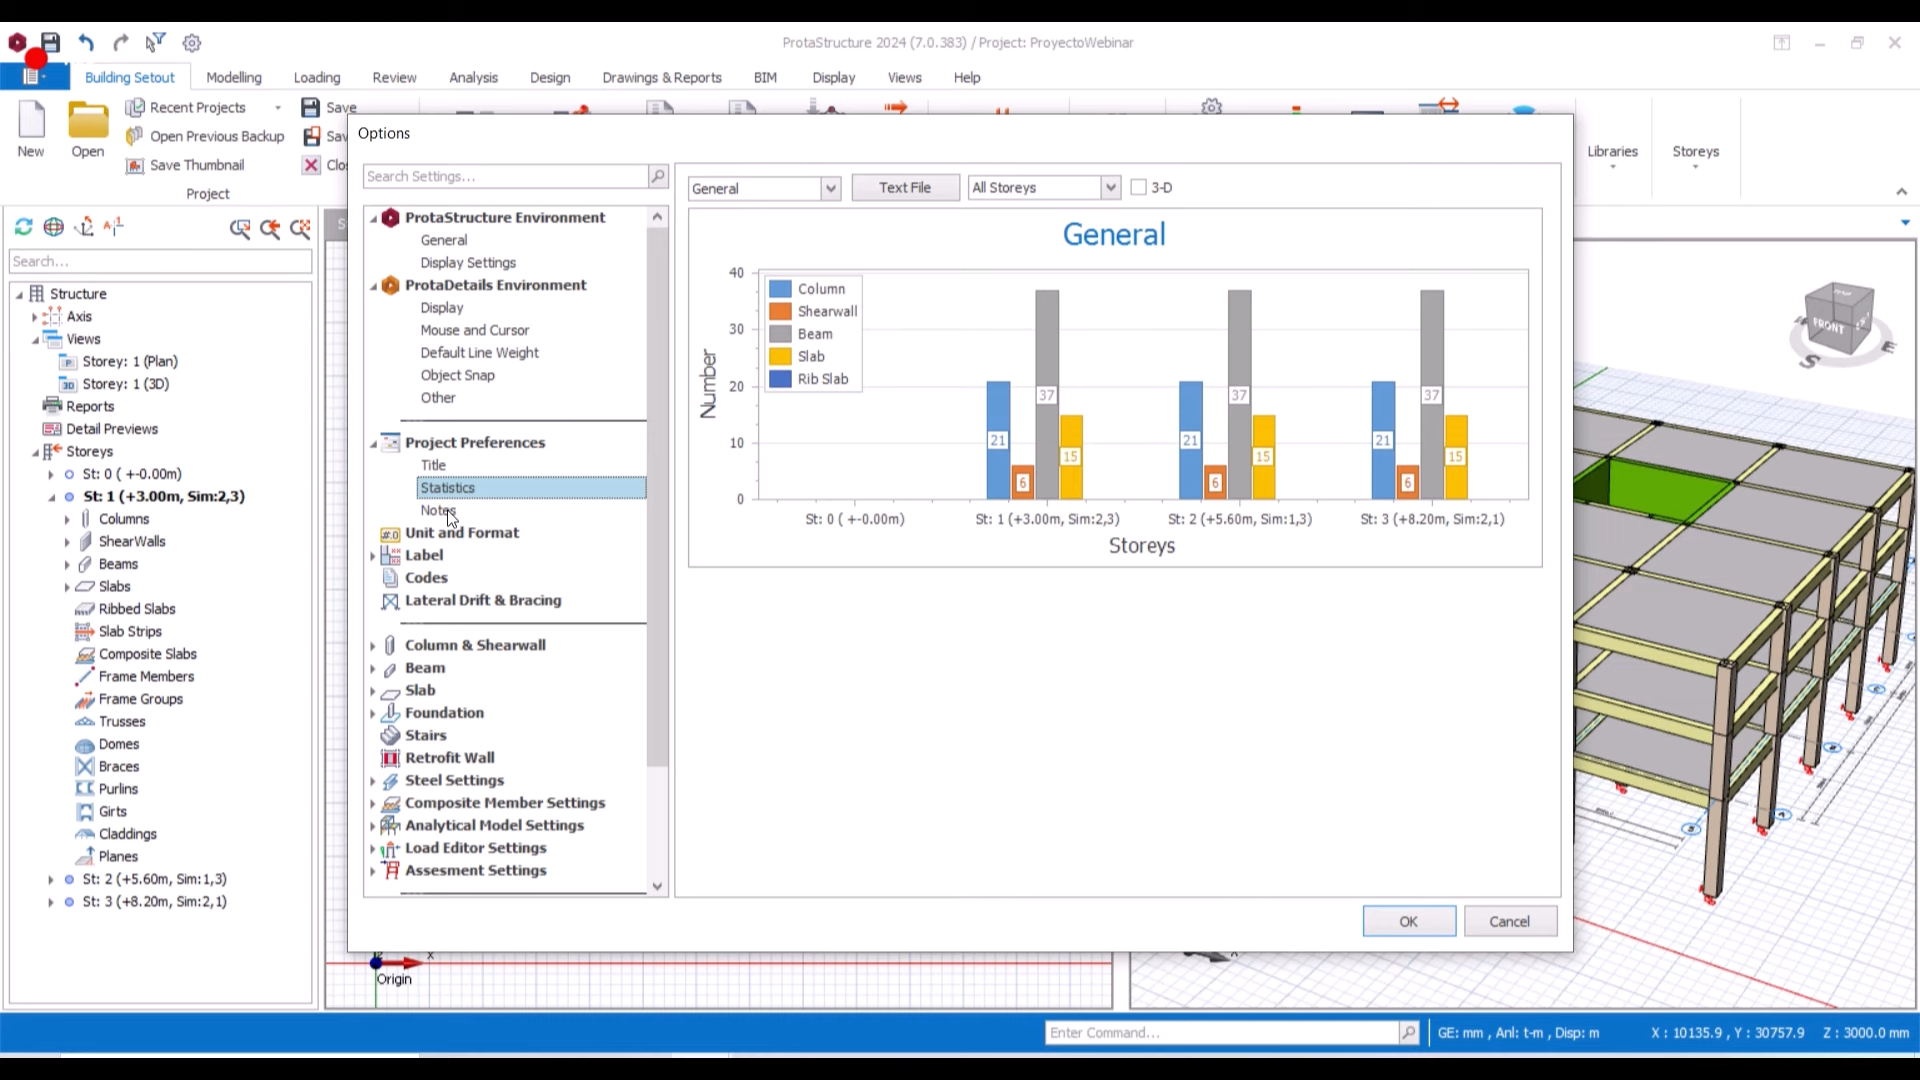 ProtaStructure 2024 (7.0.383) / Project: ProyectoWebinar
Building Setout Modelling Loading Review Analysis Design Drawings & Reports BIM Display Views Help
Recent Projects Save
Open Previous Backup Sav
Save Thumbnail Clo
New Open
Project
Libraries Storeys
Search...
Structure
Axis
Views
Storey: 1 (Plan)
Storey: 1 (3D)
Reports
Detail Previews
Storeys
St: 0 ( +-0.00m)
St: 1 (+3.00m, Sim:2,3)
Columns
ShearWalls
Beams
Slabs
Ribbed Slabs
Slab Strips
Composite Slabs
Frame Members
Frame Groups
Trusses
Domes
Braces
Purlins
Girts
Claddings
Planes
St: 2 (+5.60m, Sim:1,3)
St: 3 (+8.20m, Sim:2,1)
Options
Search Settings...
ProtaStructure Environment
General
Display Settings
ProtaDetails Environment
Display
Mouse and Cursor
Default Line Weight
Object Snap
Other
Project Preferences
Title
Statistics
Notes
Unit and Format
Label
Codes
Lateral Drift & Bracing
Column & Shearwall
Beam
Slab
Foundation
Stairs
Retrofit Wall
Steel Settings
Composite Member Settings
Analytical Model Settings
Load Editor Settings
Assesment Settings
General Text File All Storeys 3-D
General
Number
40
30
20
10
0
Column
Shearwall
Beam
Slab
Rib Slab
37 37 37
21 15 21 15 21 15
6 6 6
St: 0 ( +-0.00m) St: 1 (+3.00m, Sim:2,3) St: 2 (+5.60m, Sim:1,3) St: 3 (+8.20m, Sim:2,1)
Storeys
OK Cancel
FRONT
S E
x
Origin
Enter Command... GE: mm , Anl: t-m , Disp: m X : 10135.9 , Y : 30757.9 Z : 3000.0 mm